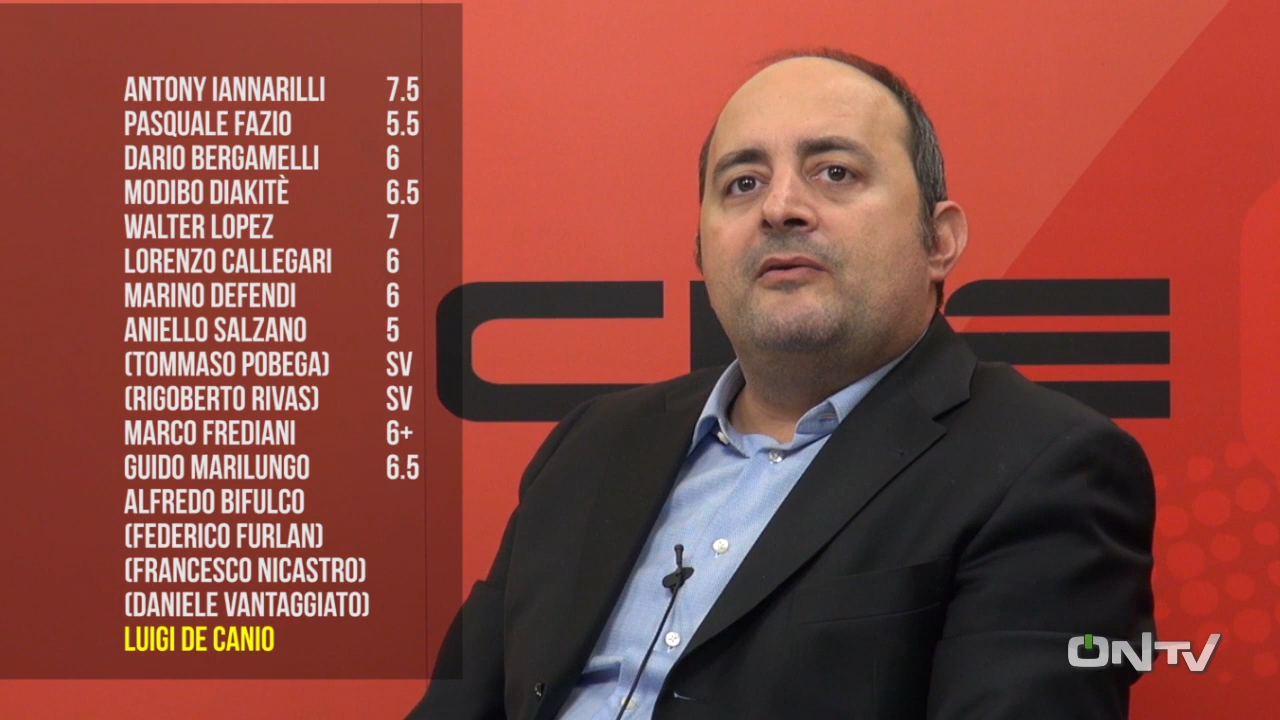 ANTONY IANNARILLI 7.5
PASQUALE FAZIO 5.5
DARIO BERGAMELLI 6
MODIBO DIAKITÈ 6.5
WALTER LOPEZ 7
LORENZO CALLEGARI 6
MARINO DEFENDI 6
ANIELLO SALZANO 5
(TOMMASO POBEGA) SV
(RIGOBERTO RIVAS) SV
MARCO FREDIANI 6+
GUIDO MARILUNGO 6.5
ALFREDO BIFULCO
(FEDERICO FURLAN)
(FRANCESCO NICASTRO)
(DANIELE VANTAGGIATO)
LUIGI DE CANIO
ONTV